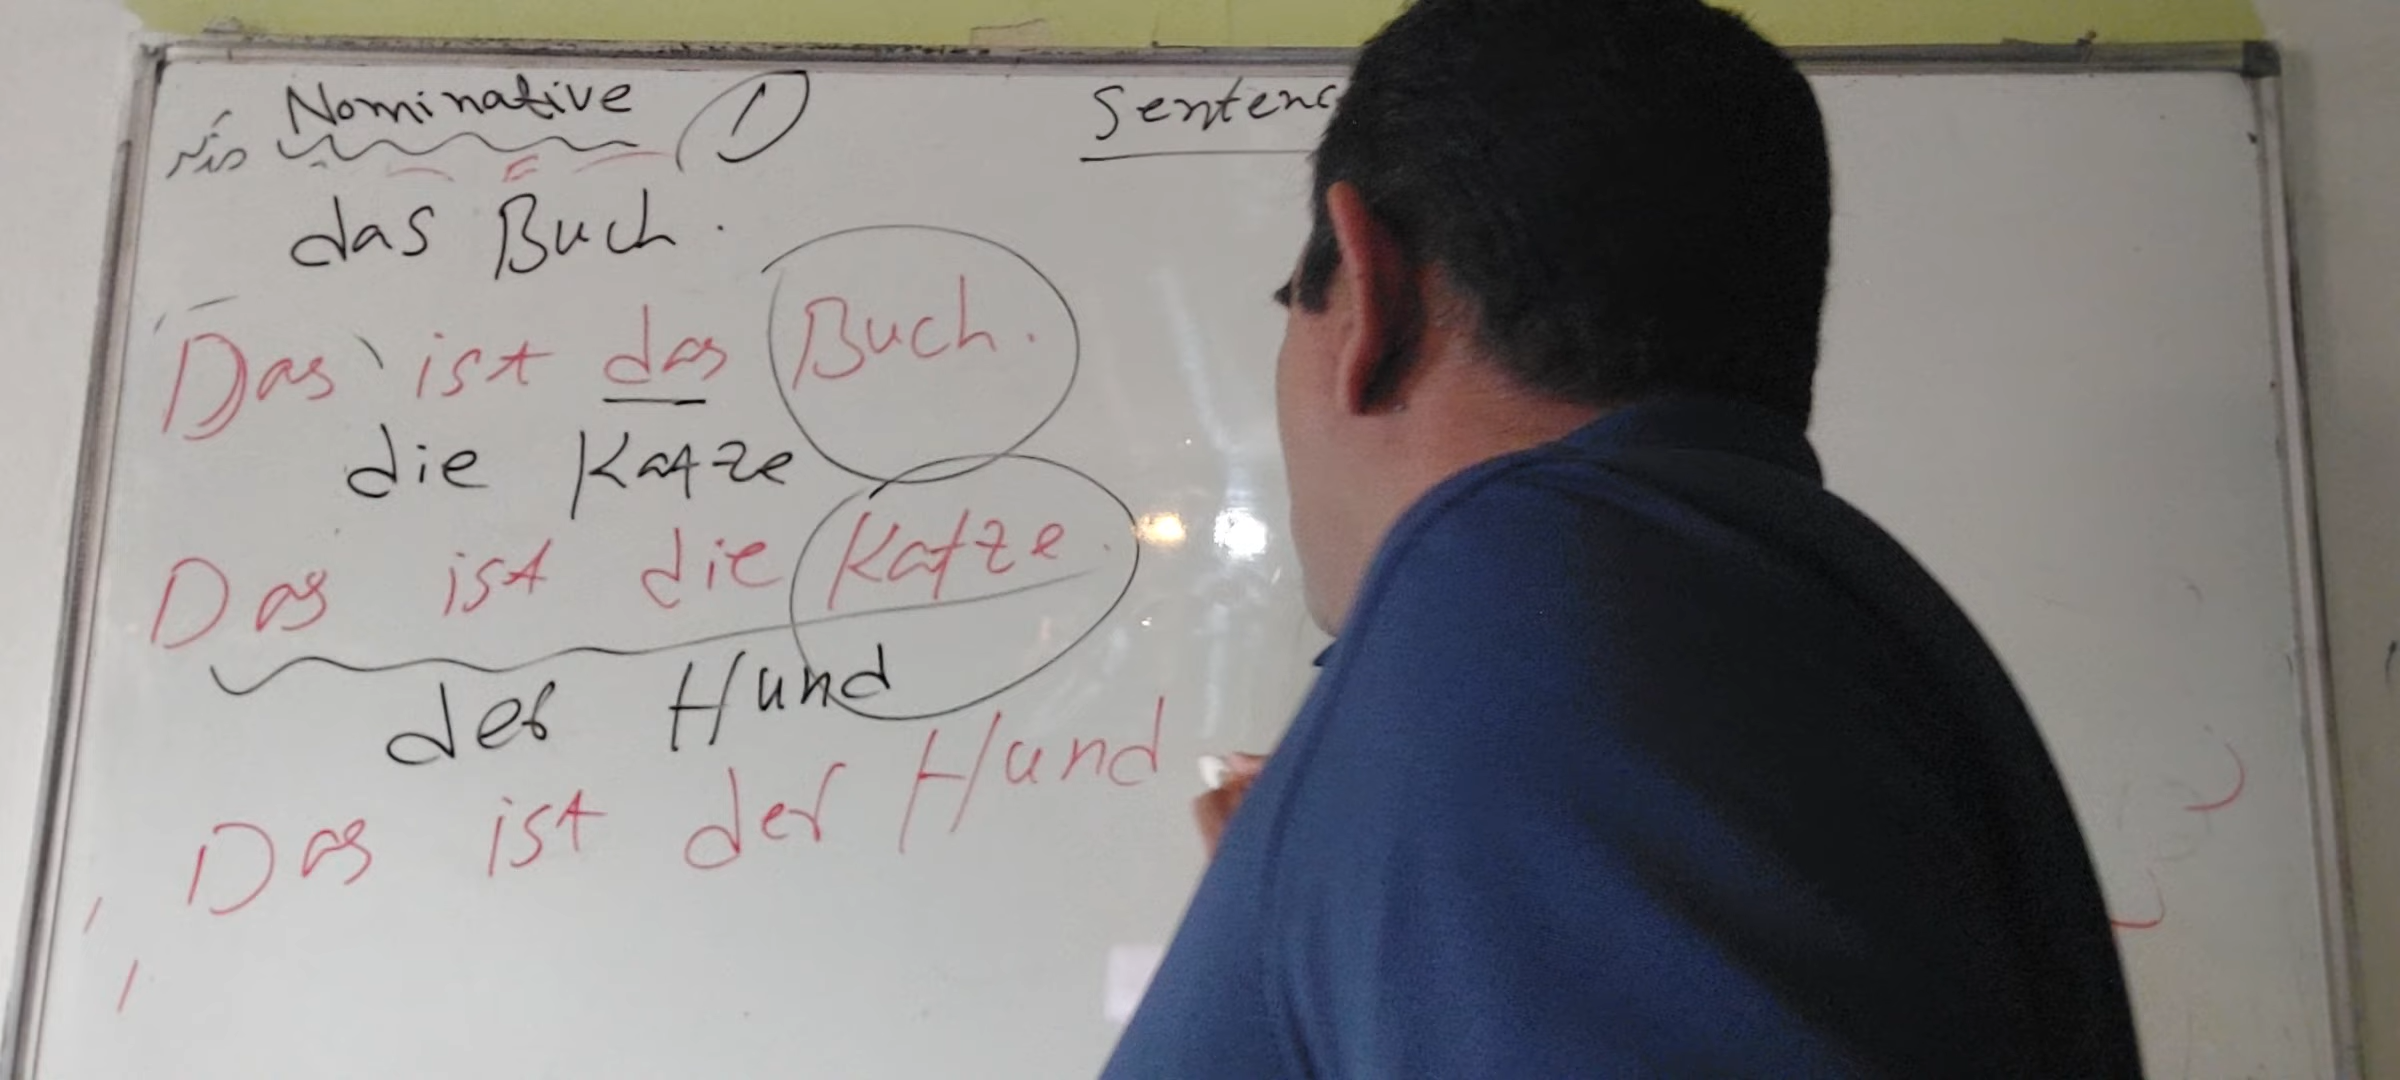 Nominative 1
Sentenc
das Buch.
Das ist das Buch.
die Katze
Das ist die Katze.
der Hund
Das ist der Hund